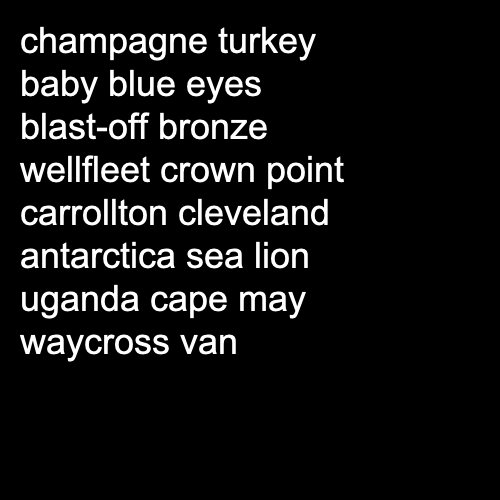 champagne turkey
baby blue eyes
blast-off bronze
wellfleet crown point
carrollton cleveland
antarctica sea lion
uganda cape may
waycross van